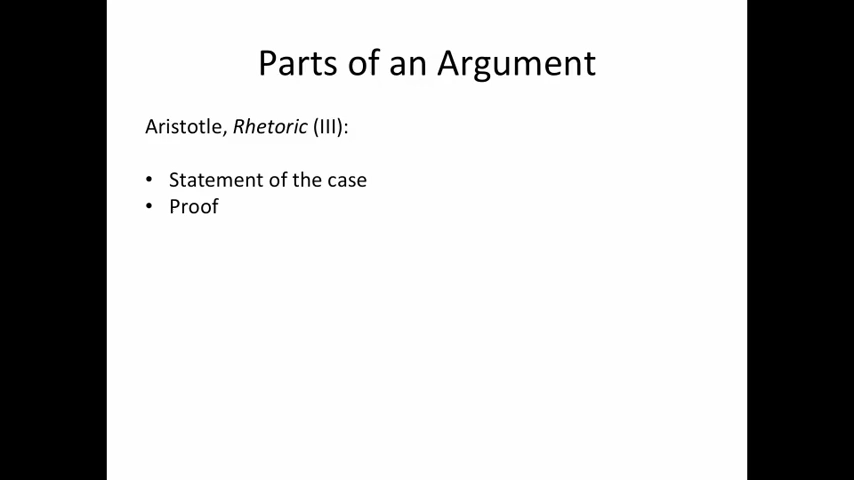 Parts of an Argument
Aristotle, Rhetoric (III):
• Statement of the case
• Proof